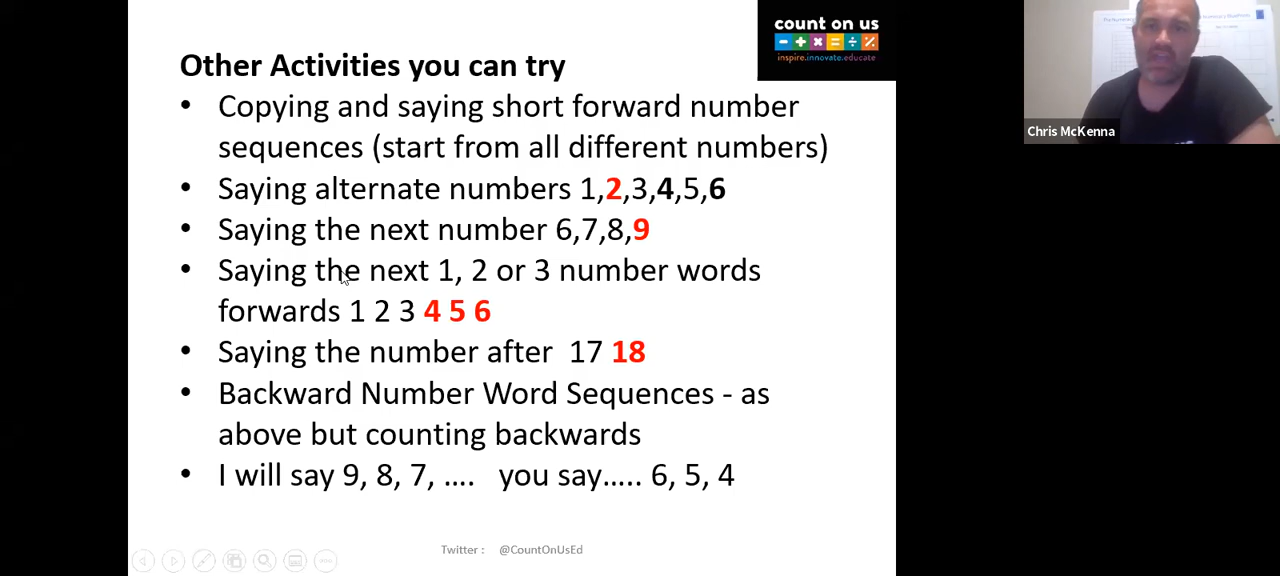 count on us
- + × = ÷ %
inspire.innovate.educate
Other Activities you can try
• Copying and saying short forward number
sequences (start from all different numbers)
• Saying alternate numbers 1,2,3,4,5,6
• Saying the next number 6,7,8,9
• Saying the next 1, 2 or 3 number words
forwards 1 2 3 4 5 6
• Saying the number after 17 18
• Backward Number Word Sequences - as
above but counting backwards
• I will say 9, 8, 7, .... you say..... 6, 5, 4
Twitter : @CountOnUsEd
Chris McKenna